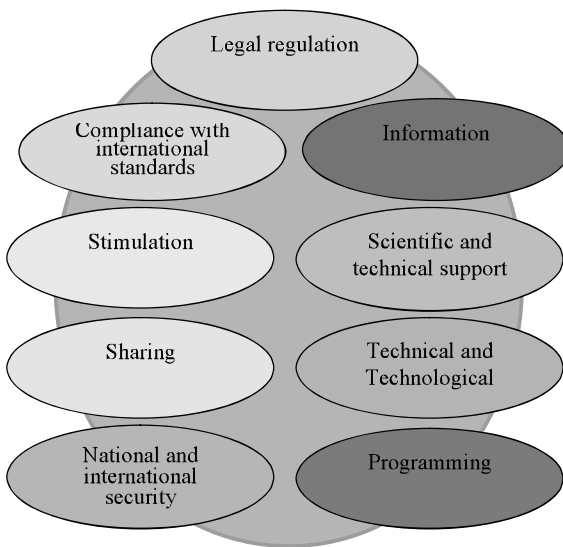 Legal regulation
Compliance with
international
standards
Information
Stimulation
Scientific and
technical support
Sharing
Technical and
Technological
National and
international
security
Programming